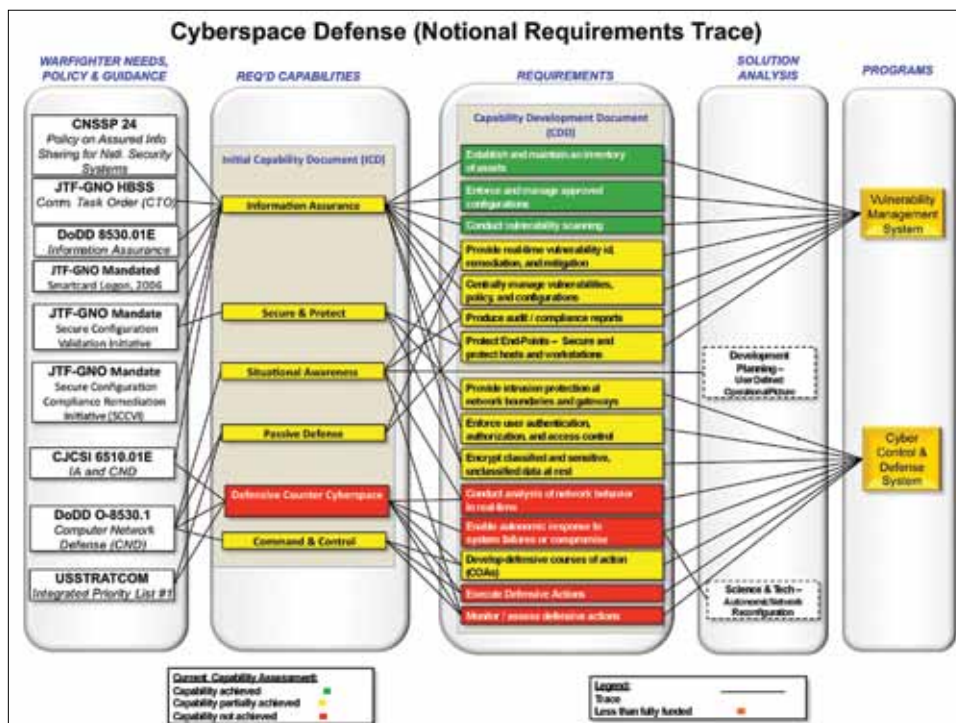 Cyberspace Defense (Notional Requirements Trace)
WARFIGHTER NEEDS,
POLICY & GUIDANCE
REQ'D CAPABILITIES
REQUIREMENTS
SOLUTION
ANALYSIS
PROGRAMS
CNSSP 24
Policy on Assured Info
Sharing for Natl. Security
Systems
JTF-GNO HBSS
Comm. Task Order (CTO)
DoDD 8530.01E
Information Assurance
JTF-GNO Mandated
Smartcard Logon, 2006
JTF-GNO Mandate
Secure Configuration
Validation Initiative
JTF-GNO Mandate
Secure Configuration
Compliance Remediation
Initiative (SCCVI)
CJCSI 6510.01E
IA and CND
DoDD O-8530.1
Computer Network
Defense (CND)
USSTRATCOM
Integrated Priority List #1
Initial Capability Document (ICD)
Information Assurance
Secure & Protect
Situational Awareness
Passive Defense
Defensive Counter Cyberspace
Command & Control
Capability Development Document
(CDD)
Establish and maintain an inventory
of assets
Enforce and manage approved
configurations
Conduct vulnerability scanning
Provide real-time vulnerability id,
remediation, and mitigation
Centrally manage vulnerabilities,
policy, and configurations
Produce audit / compliance reports
Protect End-Points – Secure and
protect hosts and workstations
Provide intrusion protection at
network boundaries and gateways
Enforce user authentication,
authorization, and access control
Encrypt classified and sensitive,
unclassified data at rest
Conduct analysis of network behavior
in real-time
Enable autonomic response to
system failures or compromise
Develop defensive courses of action
(COAs)
Execute Defensive Actions
Monitor / assess defensive actions
Development
Planning –
User Defined
Operational Picture
Science & Tech –
Autonomic Network
Reconfiguration
Vulnerability
Management
System
Cyber
Control &
Defense
System
Current Capability Assessment:
Capability achieved
Capability partially achieved
Capability not achieved
Legend:
Trace
Less than fully funded